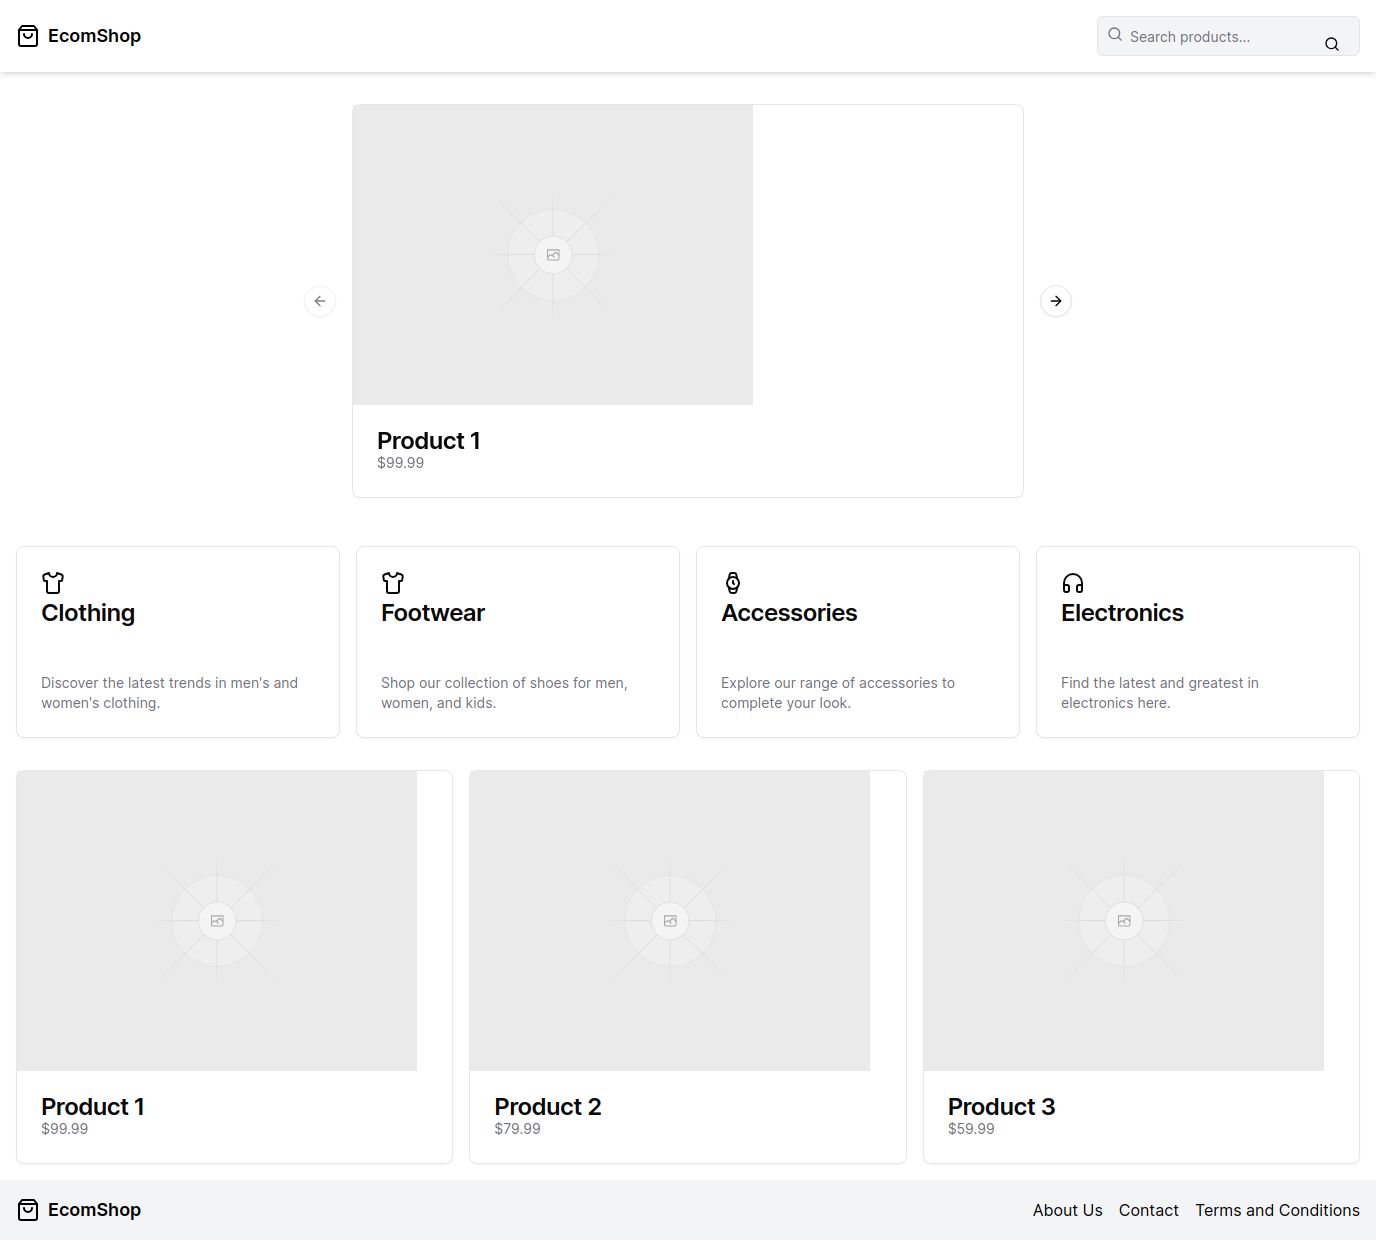 EcomShop
Search products...
Product 1
$99.99
Clothing
Discover the latest trends in men's and
women's clothing.
Footwear
Shop our collection of shoes for men,
women, and kids.
Accessories
Explore our range of accessories to
complete your look.
Electronics
Find the latest and greatest in
electronics here.
Product 1
$99.99
Product 2
$79.99
Product 3
$59.99
EcomShop
About Us
Contact
Terms and Conditions